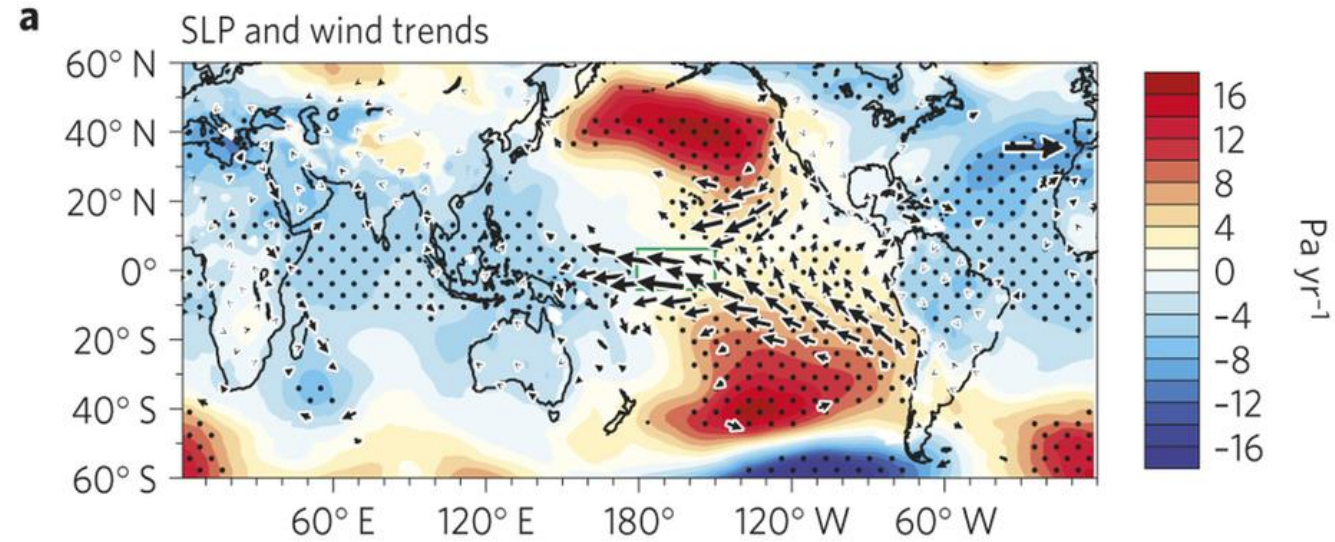 a
SLP and wind trends
60° N
40° N
20° N
0°
20° S
40° S
60° S
60° E 120° E 180° 120° W 60° W
16
12
8
4
0
−4
−8
−12
−16
Pa yr⁻¹